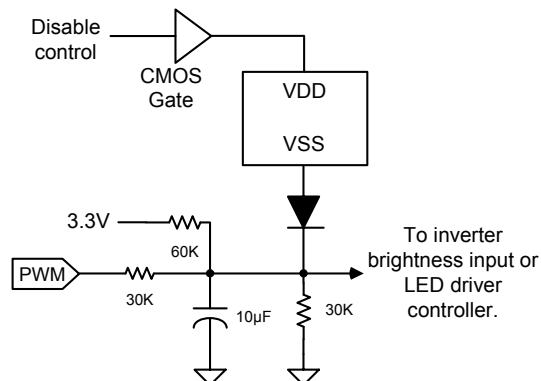 Disable
control
CMOS
Gate
VDD
VSS
3.3V
60K
PWM
30K
10µF
30K
To inverter
brightness input or
LED driver
controller.